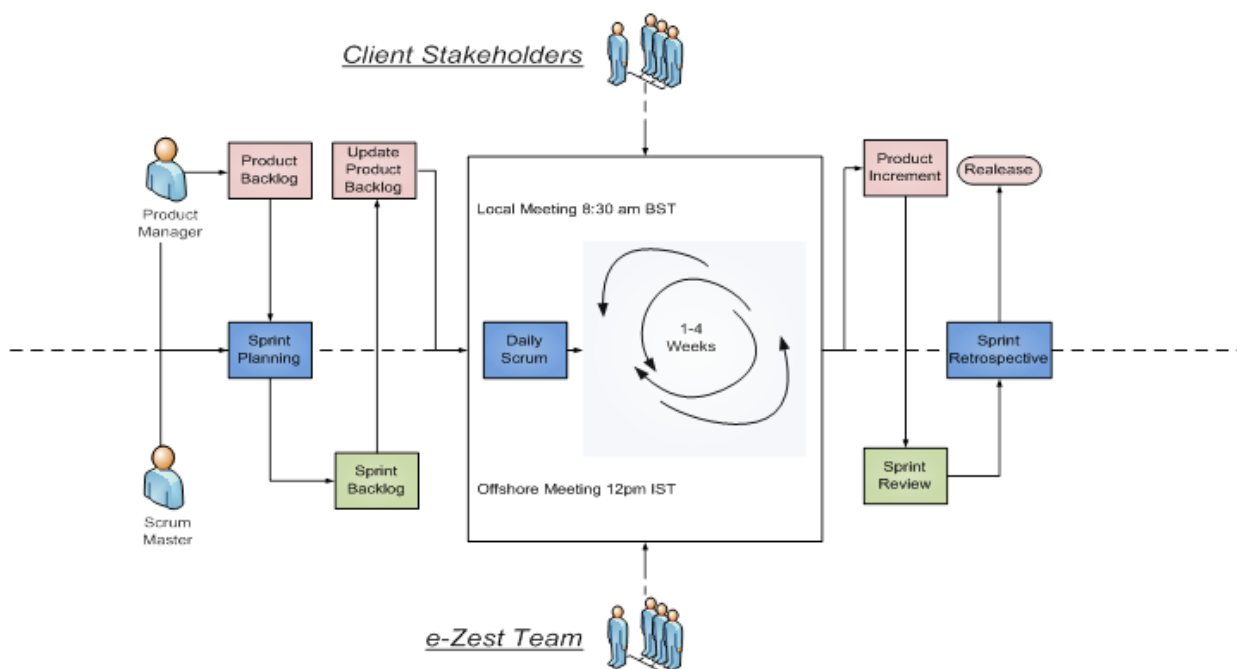 Client Stakeholders
Product
Backlog
Update
Product
Backlog
Product
Increment
Realease
Product
Manager
Local Meeting 8:30 am BST
Sprint
Planning
Daily
Scrum
1-4
Weeks
Sprint
Retrospective
Sprint
Backlog
Offshore Meeting 12pm IST
Sprint
Review
Scrum
Master
e-Zest Team